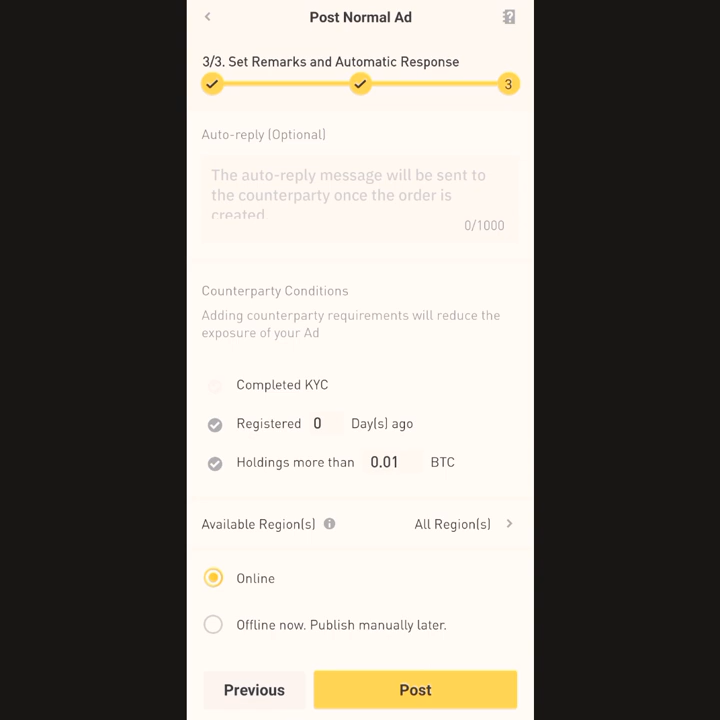 Post Normal Ad
3/3. Set Remarks and Automatic Response
3
Auto-reply (Optional)
The auto-reply message will be sent to
the counterparty once the order is
created
0/1000
Counterparty Conditions
Adding counterparty requirements will reduce the
exposure of your Ad
Completed KYC
Registered 0 Day(s) ago
Holdings more than 0.01 BTC
Available Region(s) All Region(s)
Online
Offline now. Publish manually later.
Previous Post